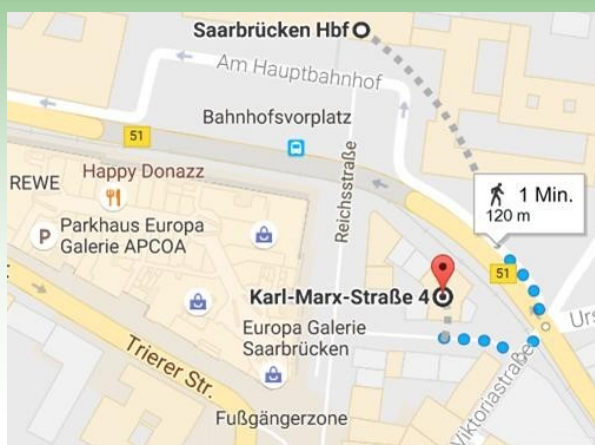 Saarbrücken Hbf
Am Hauptbahnhof
Bahnhofsvorplatz
51
Happy Donazz
REWE
Reichsstraße
1 Min.
120 m
P
Parkhaus Europa
Galerie APCOA
51
Karl-Marx-Straße 4
Europa Galerie
Saarbrücken
Urs
Trierer Str.
Viktoriastraße
Fußgängerzone